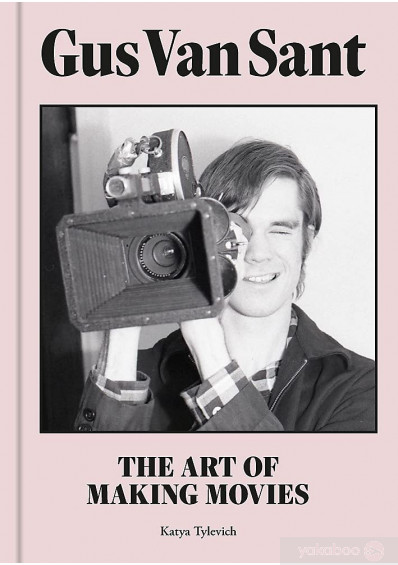 Gus Van Sant
THE ART OF
MAKING MOVIES
Katya Tylevich
yakaboo